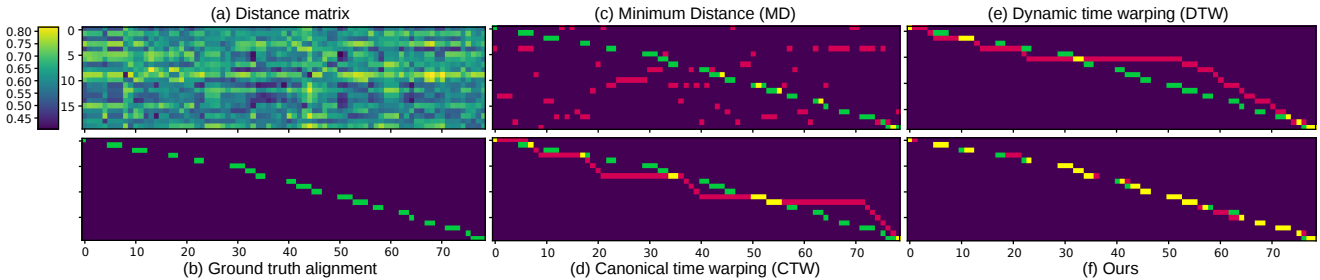 (a) Distance matrix
(c) Minimum Distance (MD)
(e) Dynamic time warping (DTW)
0.80
0.75
0.70
0.65
0.60
0.55
0.50
0.45
0
5
10
15
0 10 20 30 40 50 60 70
0 10 20 30 40 50 60 70
0 10 20 30 40 50 60 70
(b) Ground truth alignment
(d) Canonical time warping (CTW)
(f) Ours